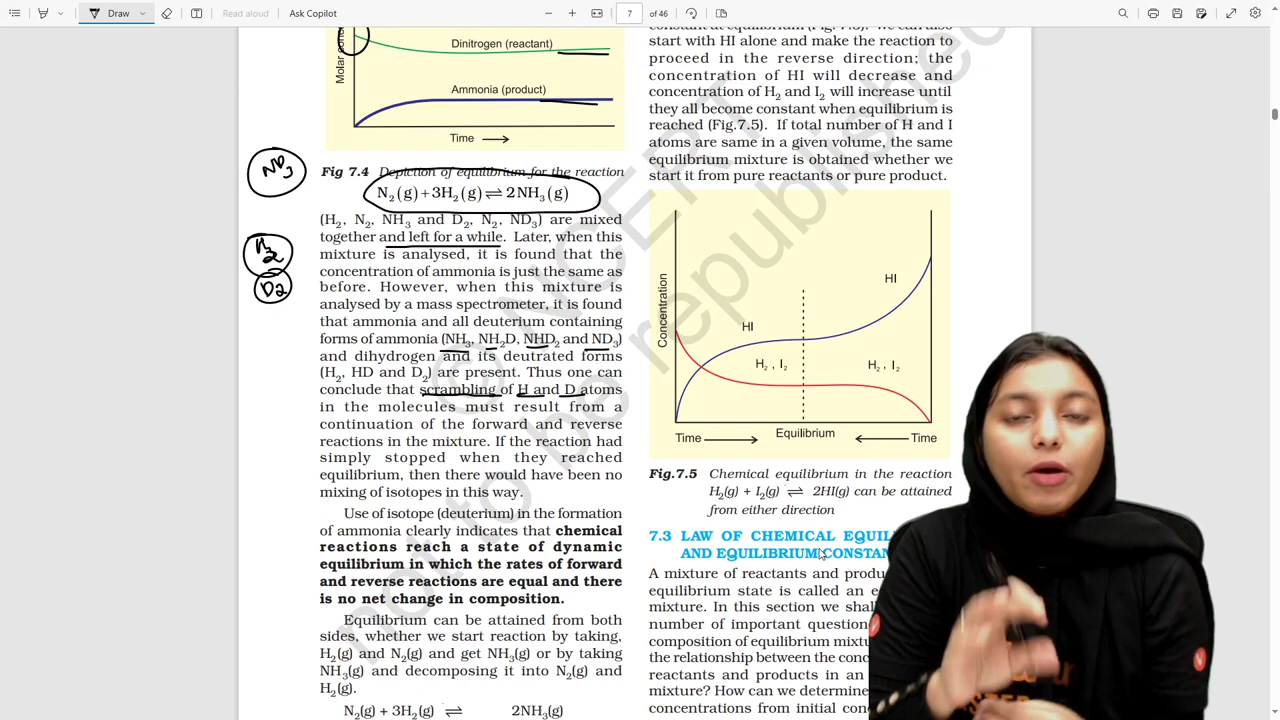 Draw
Read aloud
Ask Copilot
7
of 46
Dinitrogen (reactant)
Ammonia (product)
Molar
Time
Fig 7.4 Depiction of equilibrium for the reaction
N2(g)+3H2(g)⇌2NH3(g)
ND3
H2
D2
(H2, N2, NH3 and D2, N2, ND3) are mixed
together and left for a while. Later, when this
mixture is analysed, it is found that the
concentration of ammonia is just the same as
before. However, when this mixture is
analysed by a mass spectrometer, it is found
that ammonia and all deuterium containing
forms of ammonia (NH3, NH2D, NHD2 and ND3)
and dihydrogen and its deutrated forms
(H2, HD and D2) are present. Thus one can
conclude that scrambling of H and D atoms
in the molecules must result from a
continuation of the forward and reverse
reactions in the mixture. If the reaction had
simply stopped when they reached
equilibrium, then there would have been no
mixing of isotopes in this way.
Use of isotope (deuterium) in the formation
of ammonia clearly indicates that chemical
reactions reach a state of dynamic
equilibrium in which the rates of forward
and reverse reactions are equal and there
is no net change in composition.
Equilibrium can be attained from both
sides, whether we start reaction by taking,
H2(g) and N2(g) and get NH3(g) or by taking
NH3(g) and decomposing it into N2(g) and
H2(g).
N2(g) + 3H2(g) ⇌ 2NH3(g)
constant at equilibrium (Fig.7.5). We can also
start with HI alone and make the reaction to
proceed in the reverse direction; the
concentration of HI will decrease and
concentration of H2 and I2 will increase until
they all become constant when equilibrium is
reached (Fig.7.5). If total number of H and I
atoms are same in a given volume, the same
equilibrium mixture is obtained whether we
start it from pure reactants or pure product.
Concentration
HI
HI
H2 , I2
H2 , I2
Time
Equilibrium
Time
Fig.7.5 Chemical equilibrium in the reaction
H2(g) + I2(g) ⇌ 2HI(g) can be attained
from either direction
7.3 LAW OF CHEMICAL
AND EQUILIBRIUM
A mixture of reactants and
equilibrium state is called an
mixture. In this section we
number of important
composition of equilibrium
the relationship between the
reactants and products in an
mixture? How can we determine
concentrations from initial
© NCERT
not to be republished